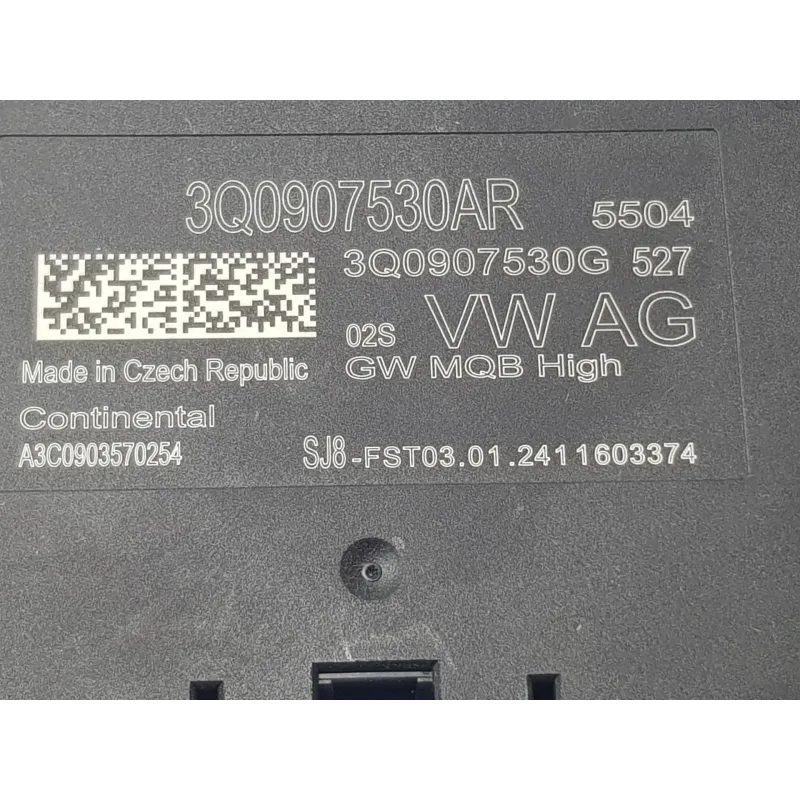 3Q0907530AR 5504
3Q0907530G 527
02S VW AG
Made in Czech Republic GW MQB High
Continental
A3C0903570254 SJ8-FST03.01.2411603374